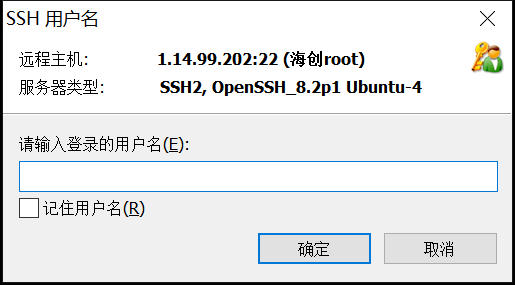 SSH 用户名
远程主机: 1.14.99.202:22 (海创root)
服务器类型: SSH2, OpenSSH_8.2p1 Ubuntu-4
请输入登录的用户名(E):
记住用户名(R)
确定 取消